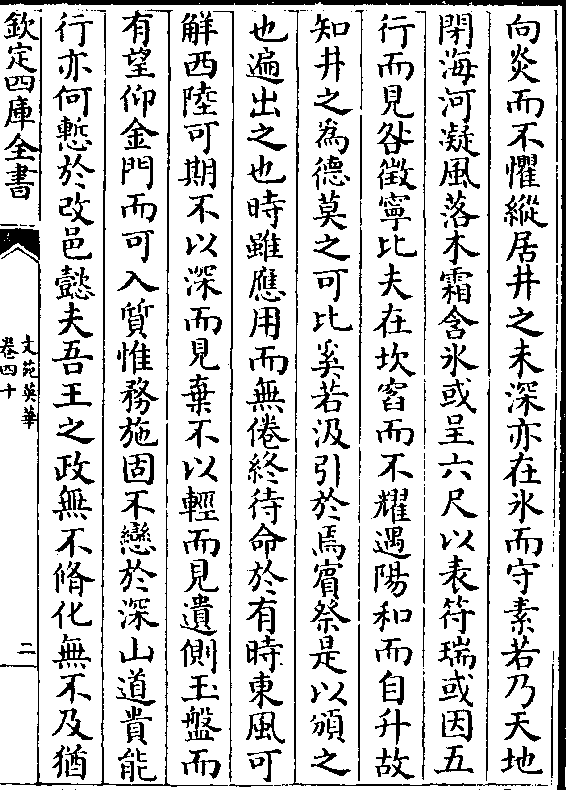 向炎而不懼縱居井之未深亦在氷而守素若乃天地
閉海河凝風落木霜含氷或呈六尺以表符瑞或因五
行而見咎徵寧比夫在坎窞而不耀遇陽和而自升故
知井之為德莫之可比奚若汲引於焉賓祭是以頒之
也遍出之也時雖應用而無倦終待命於有時東風可
解西陸可期不以深而見棄不以輕而見遺側玉盤而
有望仰金門而可入質惟務施固不戀於深山道貴能
行亦何慙於改邑懿夫吾王之政無不脩化無不及猶
欽定四庫全書
文苑英華
卷四十
二